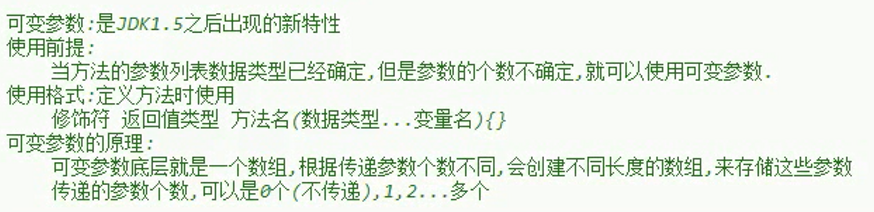 可变参数:是JDK1.5之后出现的新特性
使用前提:
当方法的参数列表数据类型已经确定,但是参数的个数不确定,就可以使用可变参数.
使用格式:定义方法时使用
修饰符 返回值类型 方法名(数据类型...变量名){}
可变参数的原理:
可变参数底层就是一个数组,根据传递参数个数不同,会创建不同长度的数组,来存储这些参数
传递的参数个数,可以是0个(不传递),1,2...多个